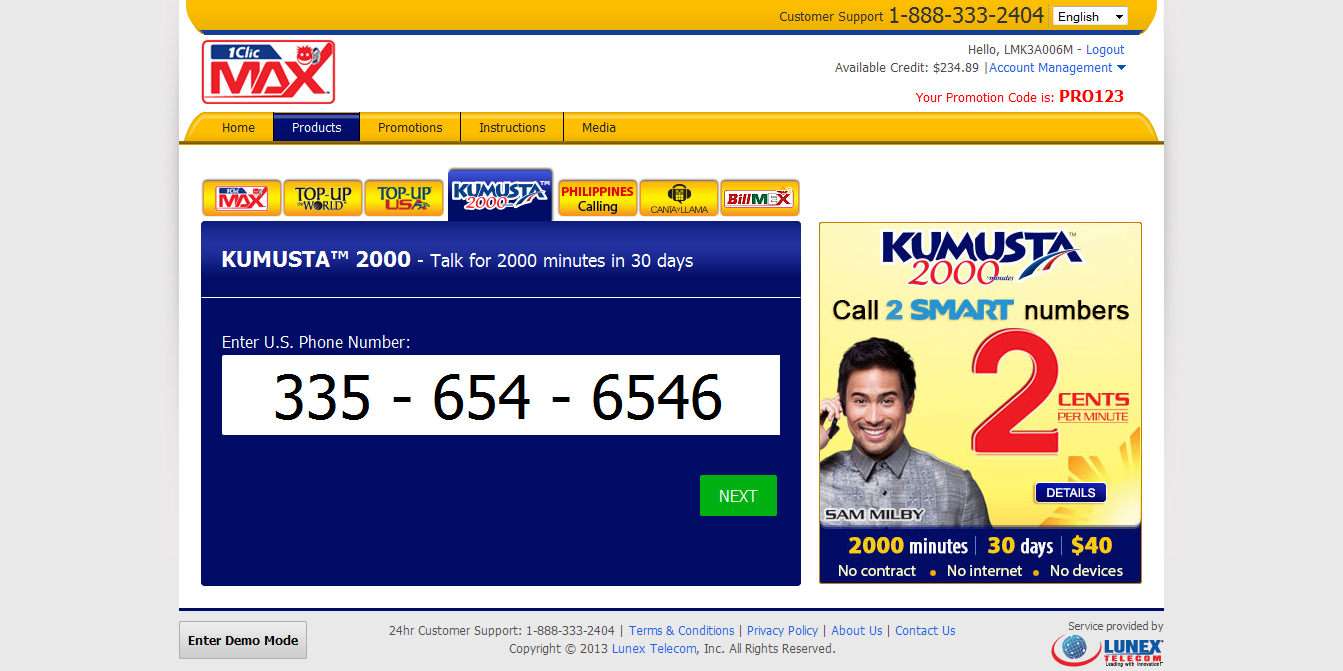 Customer Support 1-888-333-2404 English
1Clic
MAX
Hello, LMK3A006M - Logout
Available Credit: $234.89 |Account Management
Your Promotion Code is: PRO123
Home Products Promotions Instructions Media
1Clic
MAX
TOP-UP
the WORLD
TOP-UP
USA
KUMUSTA™
2000
PHILIPPINES
Calling
CANTA Y LLAMA
BillMEX
KUMUSTA™ 2000 - Talk for 2000 minutes in 30 days
Enter U.S. Phone Number:
335 - 654 - 6546
NEXT
KUMUSTA™
2000 minutes
Call 2 SMART numbers
2 CENTS
PER MINUTE
DETAILS
SAM MILBY
2000 minutes | 30 days | $40
No contract • No internet • No devices
Enter Demo Mode
24hr Customer Support: 1-888-333-2404 | Terms & Conditions | Privacy Policy | About Us | Contact Us
Copyright © 2013 Lunex Telecom, Inc. All Rights Reserved.
Service provided by
LUNEX
TELECOM
Leading with Innovation!